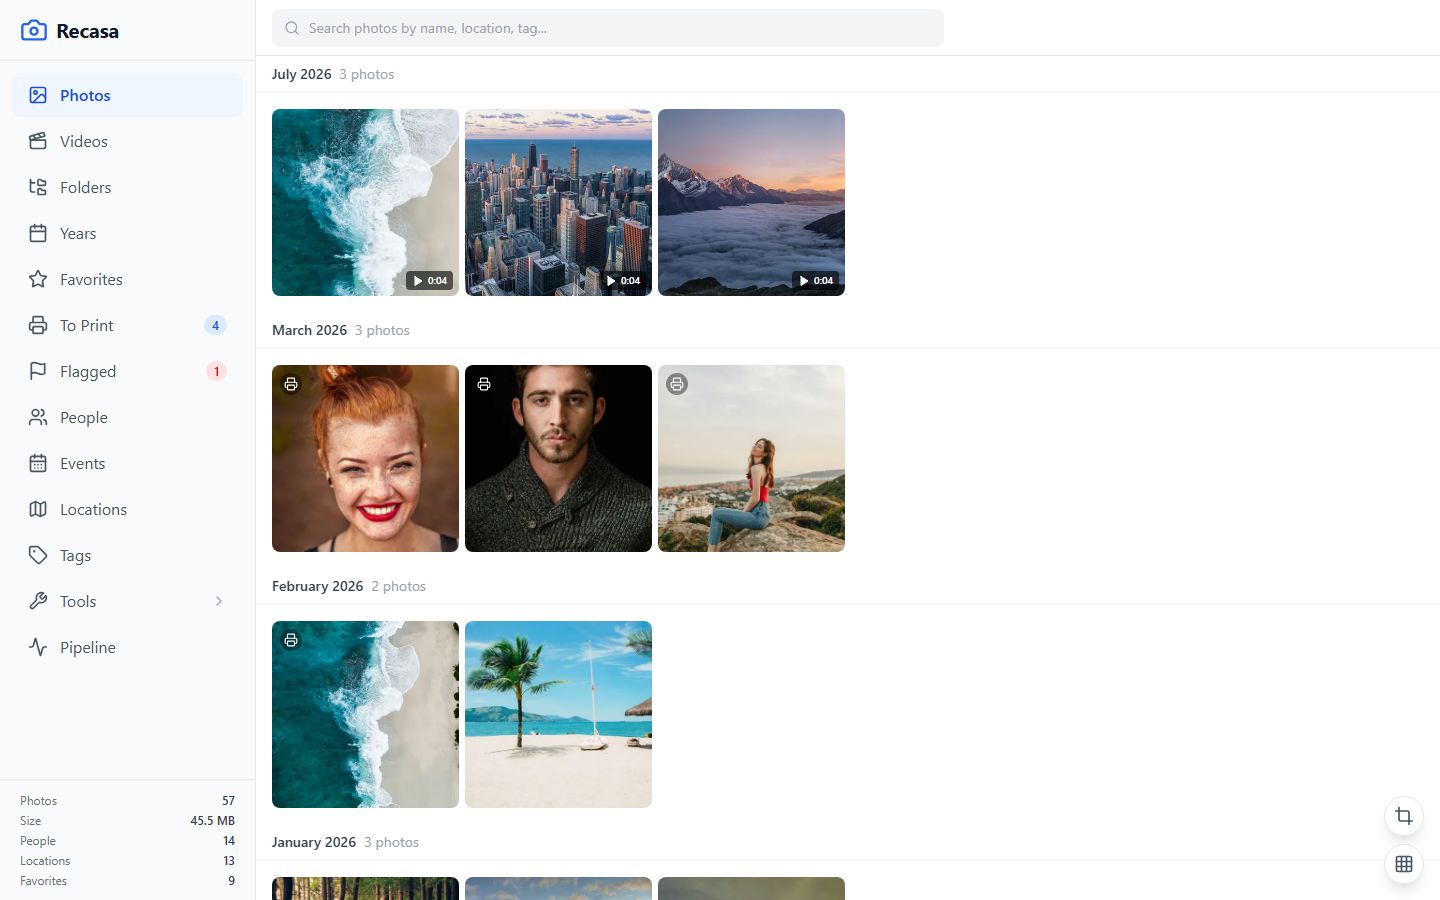 Recasa
Search photos by name, location, tag...
Photos
Videos
Folders
Years
Favorites
To Print 4
Flagged 1
People
Events
Locations
Tags
Tools
Pipeline
Photos 57
Size 45.5 MB
People 14
Locations 13
Favorites 9
July 2026 3 photos
0:04
0:04
0:04
March 2026 3 photos
February 2026 2 photos
January 2026 3 photos